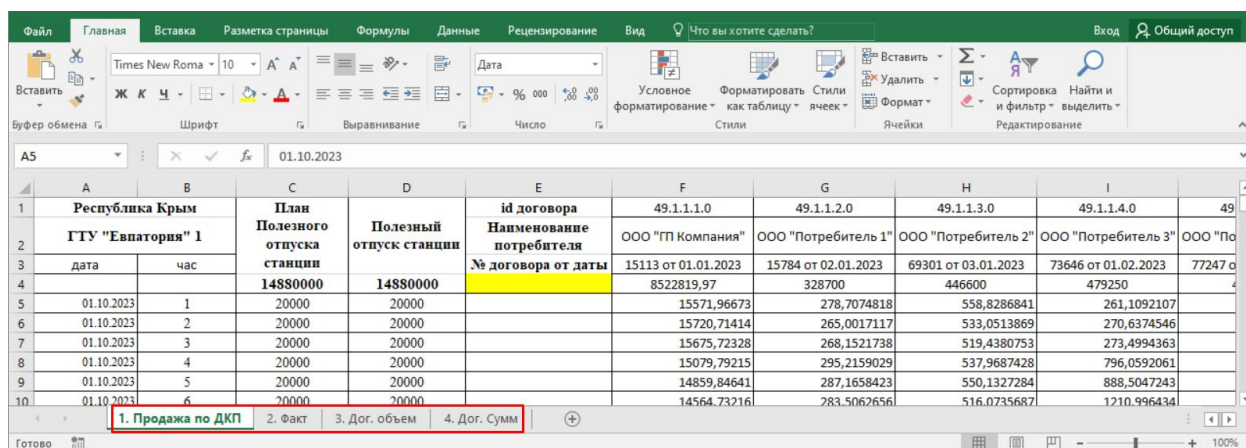 Файл Главная Вставка Разметка страницы Формулы Данные Рецензирование Вид Что вы хотите сделать? Вход Общий доступ
Вставить
Буфер обмена
Times New Roma 10
Ж К Ч
Шрифт
Выравнивание
Дата
% 000
Число
Условное форматирование
Форматировать как таблицу
Стили ячеек
Стили
Вставить
Удалить
Формат
Ячейки
Сортировка и фильтр
Найти и выделить
Редактирование
A5 fx 01.10.2023
A B C D E F G H I
1 Республика Крым План Полезного отпуска станции Полезный отпуск станции id договора 49.1.1.1.0 49.1.1.2.0 49.1.1.3.0 49.1.1.4.0 49
2 ГТУ "Евпатория" 1 Наименование потребителя ООО "ГП Компания" ООО "Потребитель 1" ООО "Потребитель 2" ООО "Потребитель 3" ООО "По
3 дата час № договора от даты 15113 от 01.01.2023 15784 от 02.01.2023 69301 от 03.01.2023 73646 от 01.02.2023 77247 о
4 14880000 14880000 8522819,97 328700 446600 479250
5 01.10.2023 1 20000 20000 15571,96673 278,7074818 558,8286841 261,1092107
6 01.10.2023 2 20000 20000 15720,71414 265,0017117 533,0513869 270,6374546
7 01.10.2023 3 20000 20000 15675,72328 268,1521738 519,4380753 273,4994363
8 01.10.2023 4 20000 20000 15079,79215 295,2159029 537,9687428 796,0592061
9 01.10.2023 5 20000 20000 14859,84641 287,1658423 550,1327284 888,5047243
10 01.10.2023 6 20000 20000 14564,73216 283,5062656 516,0735687 1210,996434
1. Продажа по ДКП 2. Факт 3. Дог. объем 4. Дог. Сумм
Готово 100%